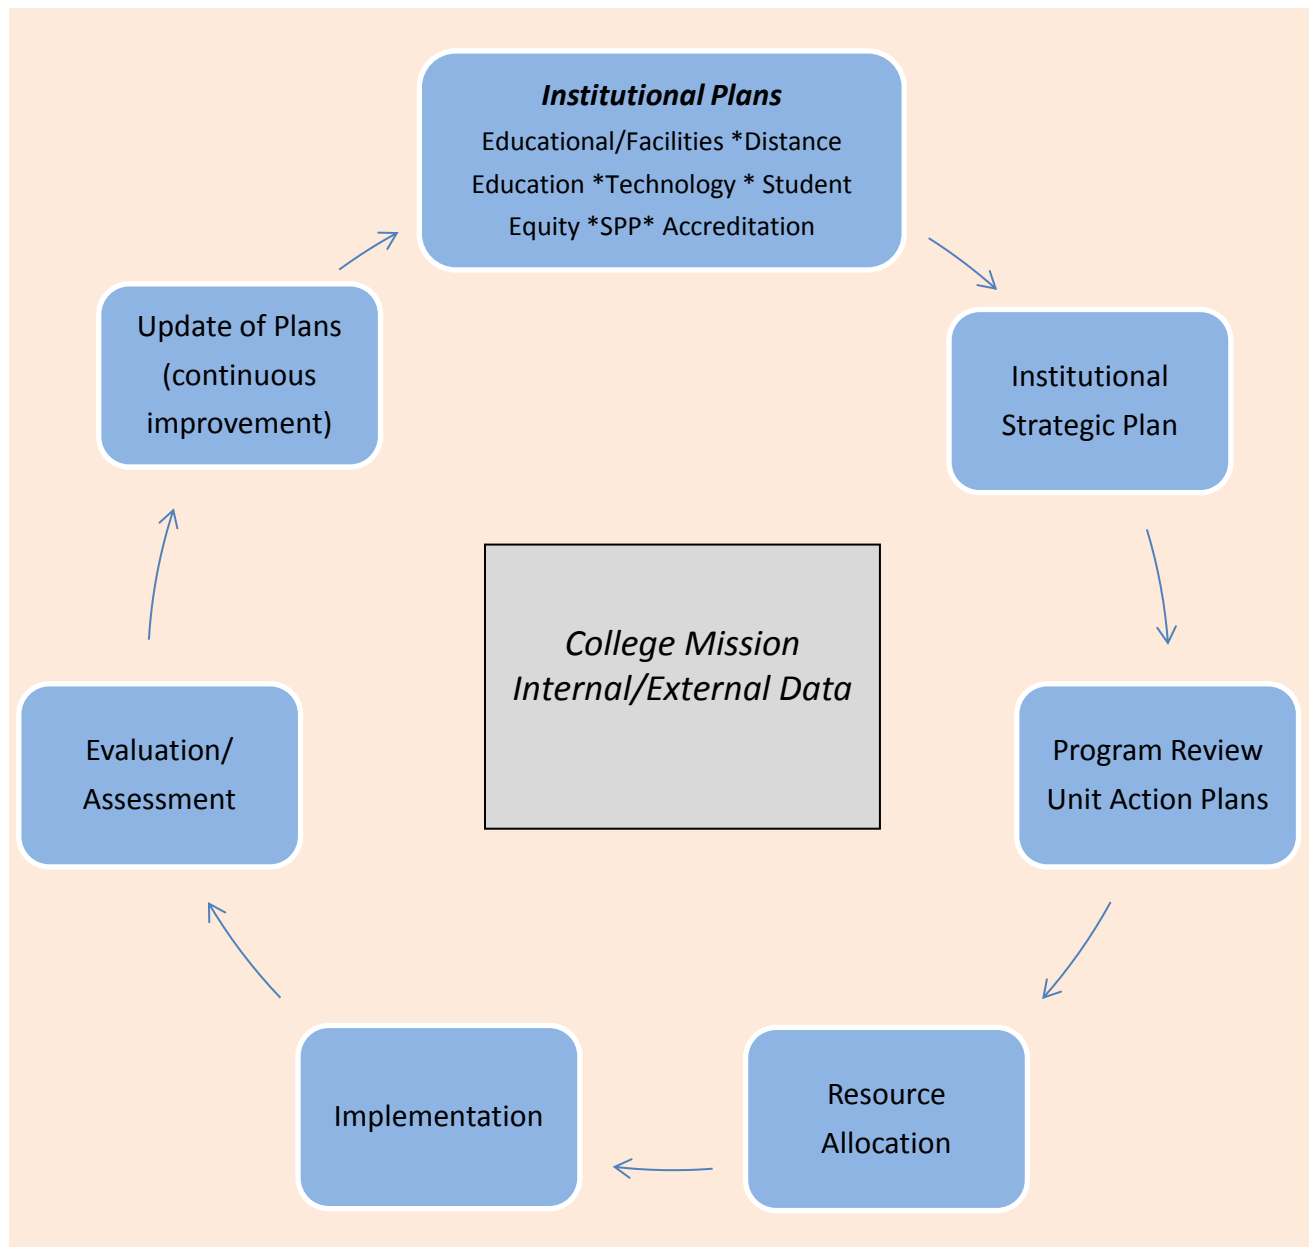 Institutional Plans
Educational/Facilities *Distance
Education *Technology * Student
Equity *SPP* Accreditation
Institutional
Strategic Plan
Program Review
Unit Action Plans
Resource
Allocation
Implementation
Evaluation/
Assessment
Update of Plans
(continuous
improvement)
College Mission
Internal/External Data